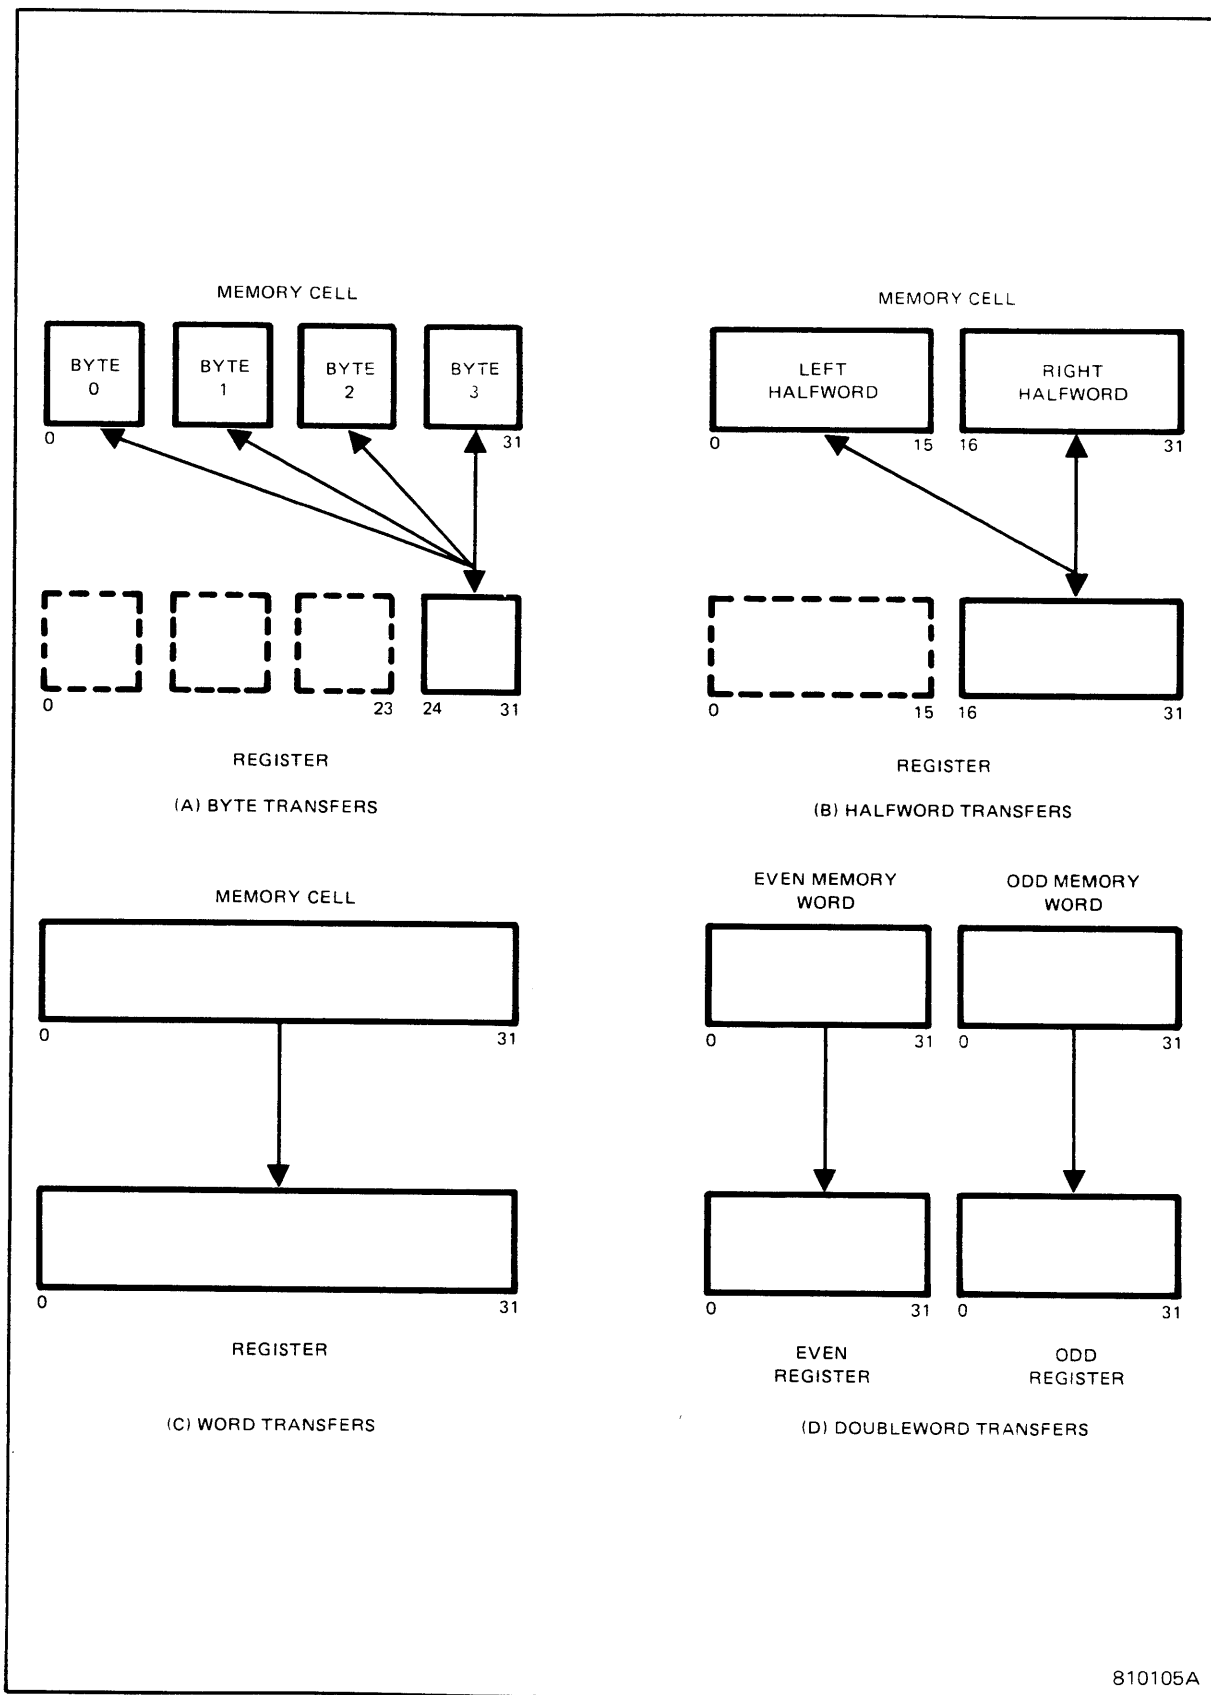 MEMORY CELL
BYTE
0
BYTE
1
BYTE
2
BYTE
3
0 31
0 23 24 31
REGISTER
(A) BYTE TRANSFERS
MEMORY CELL
LEFT
HALFWORD
RIGHT
HALFWORD
0 15 16 31
0 15 16 31
REGISTER
(B) HALFWORD TRANSFERS
MEMORY CELL
0 31
0 31
REGISTER
(C) WORD TRANSFERS
EVEN MEMORY
WORD
ODD MEMORY
WORD
0 31 0 31
0 31 0 31
EVEN
REGISTER
ODD
REGISTER
(D) DOUBLEWORD TRANSFERS
810105A